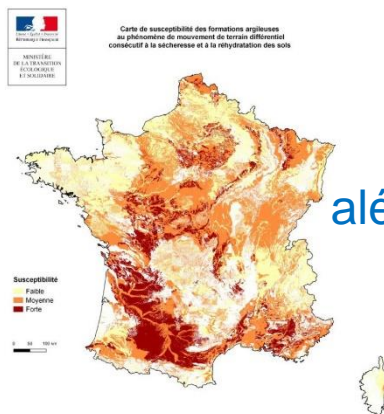 Carte de susceptibilité des formations argileuses
au phénomène de mouvement de terrain différentiel
consécutif à la sécheresse et à la réhydratation des sols
MINISTÈRE
DE LA TRANSITION
ÉCOLOGIQUE
ET SOLIDAIRE
alé
Susceptibilité
Faible
Moyenne
Forte